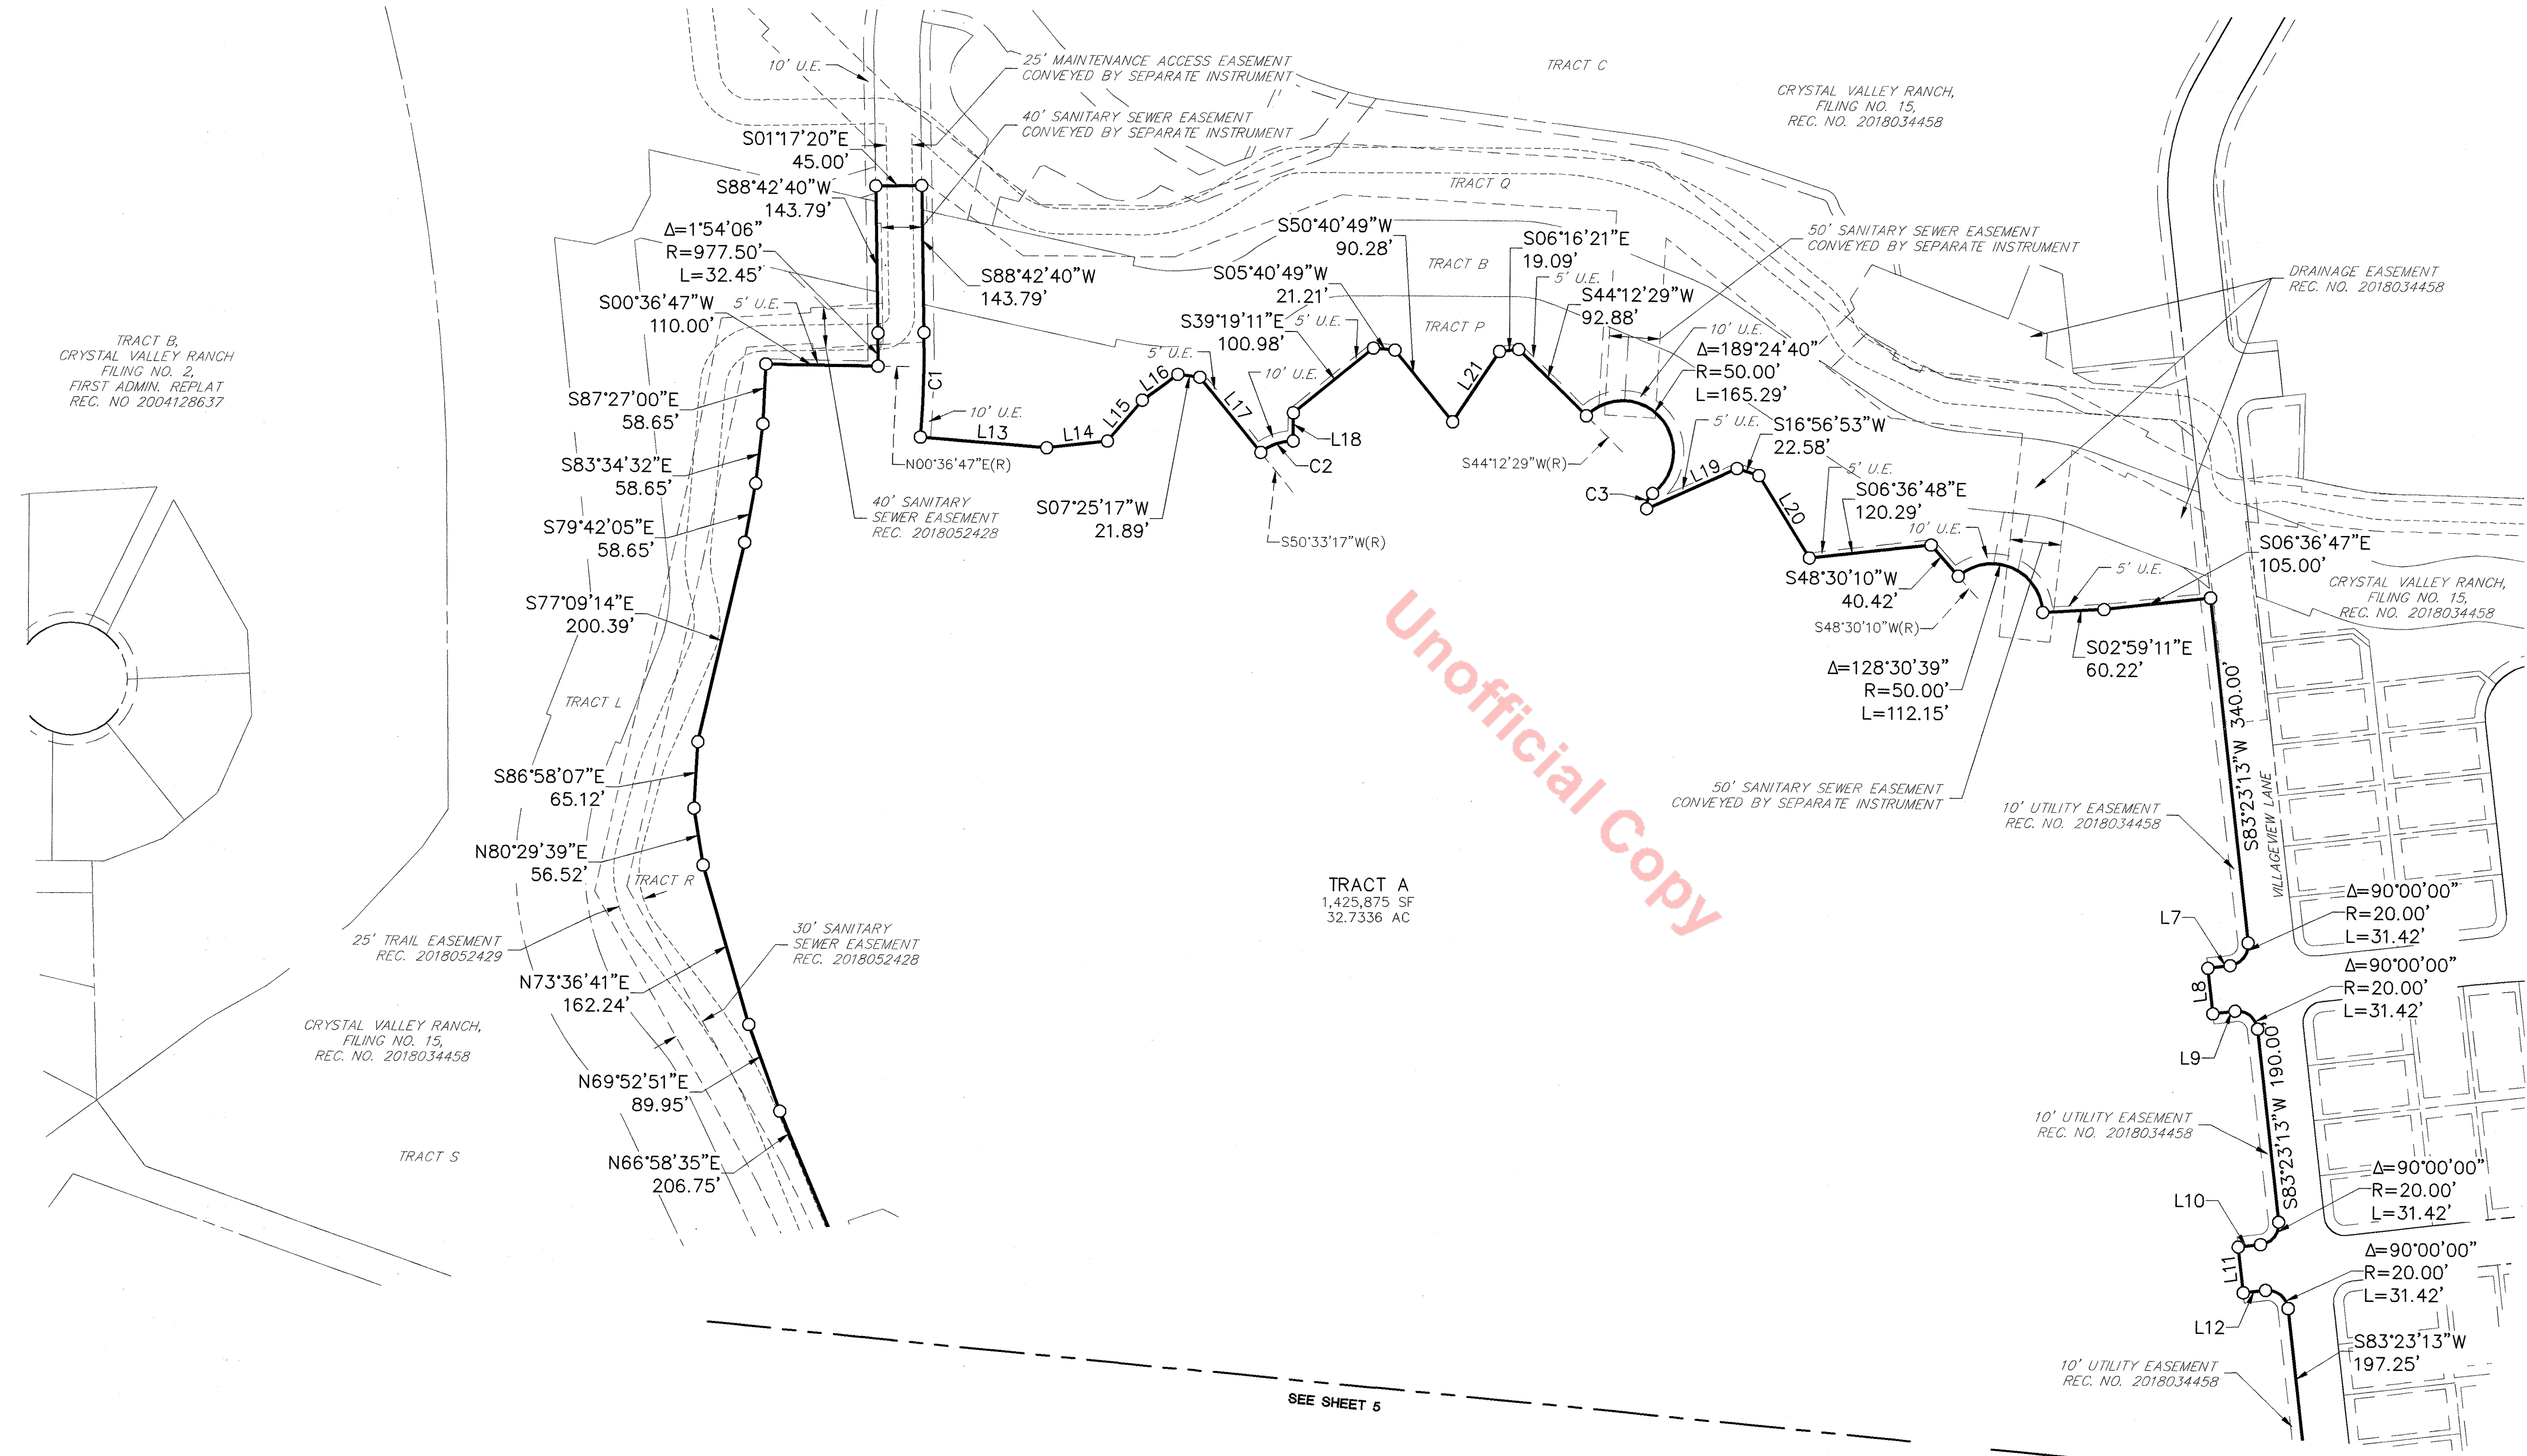 10' U.E.
25' MAINTENANCE ACCESS EASEMENT
CONVEYED BY SEPARATE INSTRUMENT
40' SANITARY SEWER EASEMENT
CONVEYED BY SEPARATE INSTRUMENT
TRACT C
CRYSTAL VALLEY RANCH,
FILING NO. 15,
REC. NO. 2018034458
S01°17'20"E
45.00'
S88°42'40"W
143.79'
Δ=1°54'06"
R=977.50'
L=32.45'
S00°36'47"W
110.00'
5' U.E.
S88°42'40"W
143.79'
TRACT Q
TRACT B
TRACT P
S50°40'49"W
90.28'
S05°40'49"W
21.21'
S39°19'11"E
100.98'
5' U.E.
S06°16'21"E
19.09'
5' U.E.
S44°12'29"W
92.88'
50' SANITARY SEWER EASEMENT
CONVEYED BY SEPARATE INSTRUMENT
DRAINAGE EASEMENT
REC. NO. 2018034458
10' U.E.
Δ=189°24'40"
R=50.00'
L=165.29'
5' U.E.
S16°56'53"W
22.58'
TRACT B,
CRYSTAL VALLEY RANCH
FILING NO. 2,
FIRST ADMIN. REPLAT
REC. NO 2004128637
S87°27'00"E
58.65'
S83°34'32"E
58.65'
S79°42'05"E
58.65'
S77°09'14"E
200.39'
C1
10' U.E.
L13
L14
L15
L16
5' U.E.
L17
10' U.E.
L18
C2
L21
N00°36'47"E(R)
40' SANITARY
SEWER EASEMENT
REC. 2018052428
S07°25'17"W
21.89'
S50°33'17"W(R)
S44°12'29"W(R)
C3
L19
L20
5' U.E.
S06°36'48"E
120.29'
10' U.E.
S48°30'10"W
40.42'
S48°30'10"W(R)
Δ=128°30'39"
R=50.00'
L=112.15'
5' U.E.
S06°36'47"E
105.00'
CRYSTAL VALLEY RANCH,
FILING NO. 15,
REC. NO. 2018034458
S02°59'11"E
60.22'
50' SANITARY SEWER EASEMENT
CONVEYED BY SEPARATE INSTRUMENT
S83°23'13"W 340.00'
VILLAGEVIEW LANE
10' UTILITY EASEMENT
REC. NO. 2018034458
TRACT L
S86°58'07"E
65.12'
N80°29'39"E
56.52'
TRACT R
25' TRAIL EASEMENT
REC. 2018052429
30' SANITARY
SEWER EASEMENT
REC. 2018052428
N73°36'41"E
162.24'
CRYSTAL VALLEY RANCH,
FILING NO. 15,
REC. NO. 2018034458
N69°52'51"E
89.95'
TRACT S
N66°58'35"E
206.75'
TRACT A
1,425,875 SF
32.7336 AC
Unofficial Copy
L7
Δ=90°00'00"
R=20.00'
L=31.42'
L8
Δ=90°00'00"
R=20.00'
L=31.42'
L9
S83°23'13"W 190.00'
10' UTILITY EASEMENT
REC. NO. 2018034458
L10
Δ=90°00'00"
R=20.00'
L=31.42'
L11
Δ=90°00'00"
R=20.00'
L=31.42'
L12
S83°23'13"W
197.25'
10' UTILITY EASEMENT
REC. NO. 2018034458
SEE SHEET 5